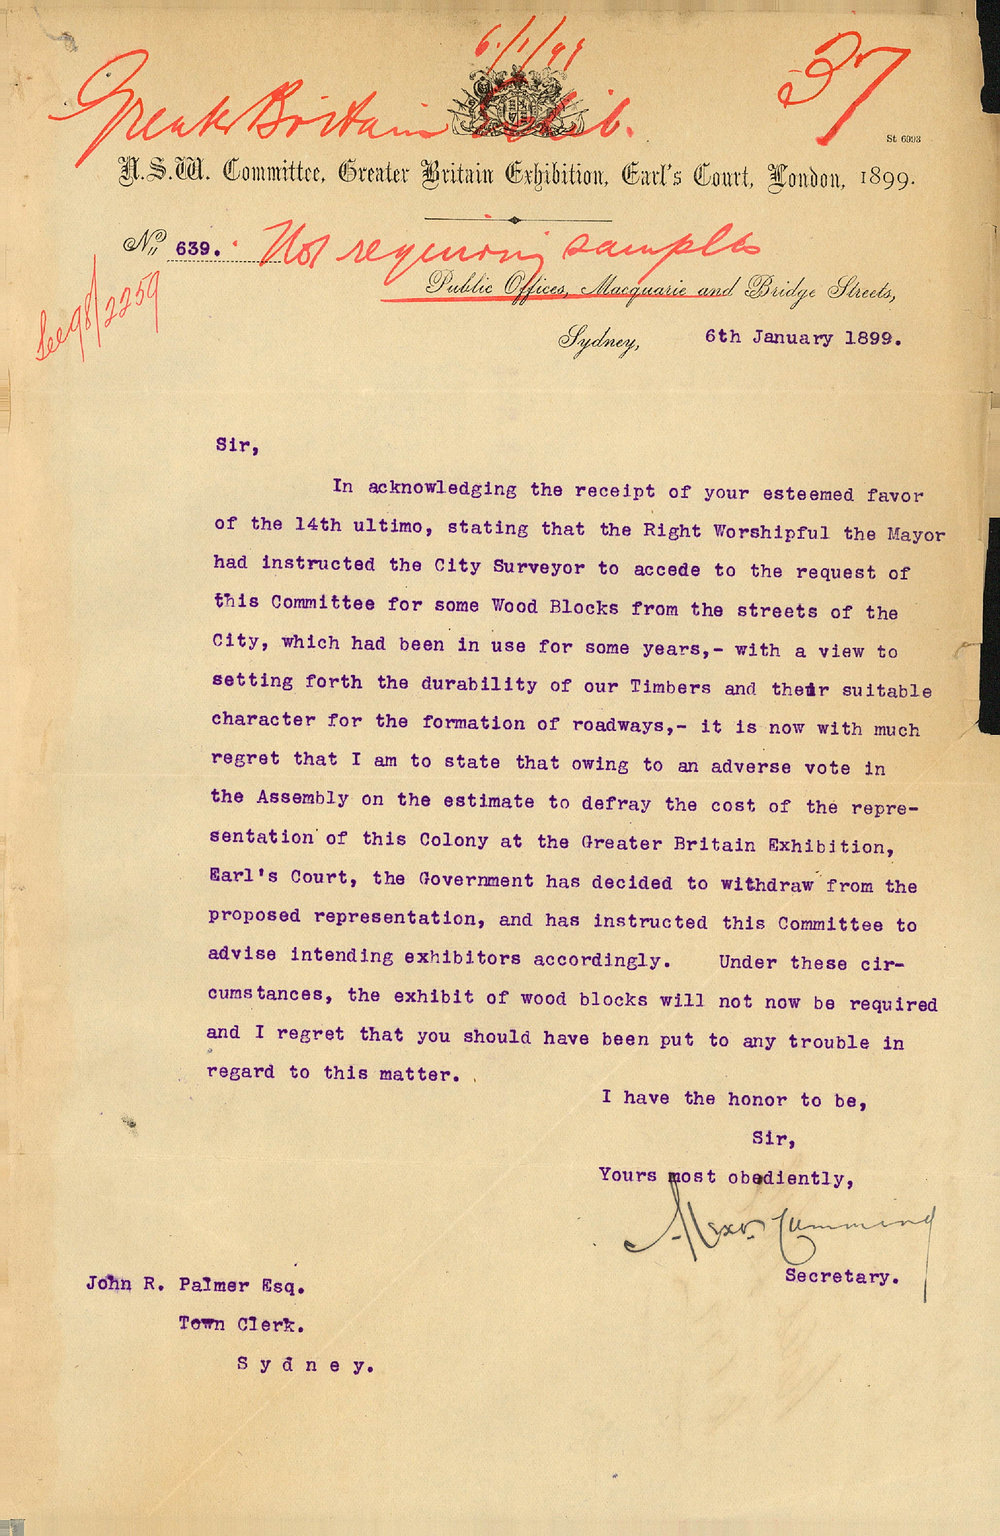 6/1/99
37
Greater Britain Exhib.
St 6993
N.S.W. Committee, Greater Britain Exhibition, Earl's Court, London, 1899.
No 639.
Not requiring samples
Public Offices, Macquarie and Bridge Streets,
See 98/2259
Sydney, 6th January 1899.
Sir,
In acknowledging the receipt of your esteemed favor
of the 14th ultimo, stating that the Right Worshipful the Mayor
had instructed the City Surveyor to accede to the request of
this Committee for some Wood Blocks from the streets of the
City, which had been in use for some years,- with a view to
setting forth the durability of our Timbers and their suitable
character for the formation of roadways,- it is now with much
regret that I am to state that owing to an adverse vote in
the Assembly on the estimate to defray the cost of the repre-
sentation of this Colony at the Greater Britain Exhibition,
Earl's Court, the Government has decided to withdraw from the
proposed representation, and has instructed this Committee to
advise intending exhibitors accordingly. Under these cir-
cumstances, the exhibit of wood blocks will not now be required
and I regret that you should have been put to any trouble in
regard to this matter.
I have the honor to be,
Sir,
Yours most obediently,
Alexr. Cumming
Secretary.
John R. Palmer Esq.
Town Clerk.
Sydney.